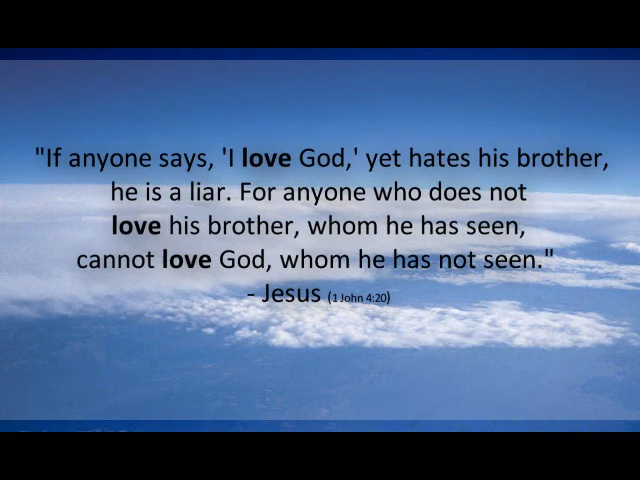 "If anyone says, 'I love God,' yet hates his brother,
he is a liar. For anyone who does not
love his brother, whom he has seen,
cannot love God, whom he has not seen."
- Jesus (1 John 4:20)